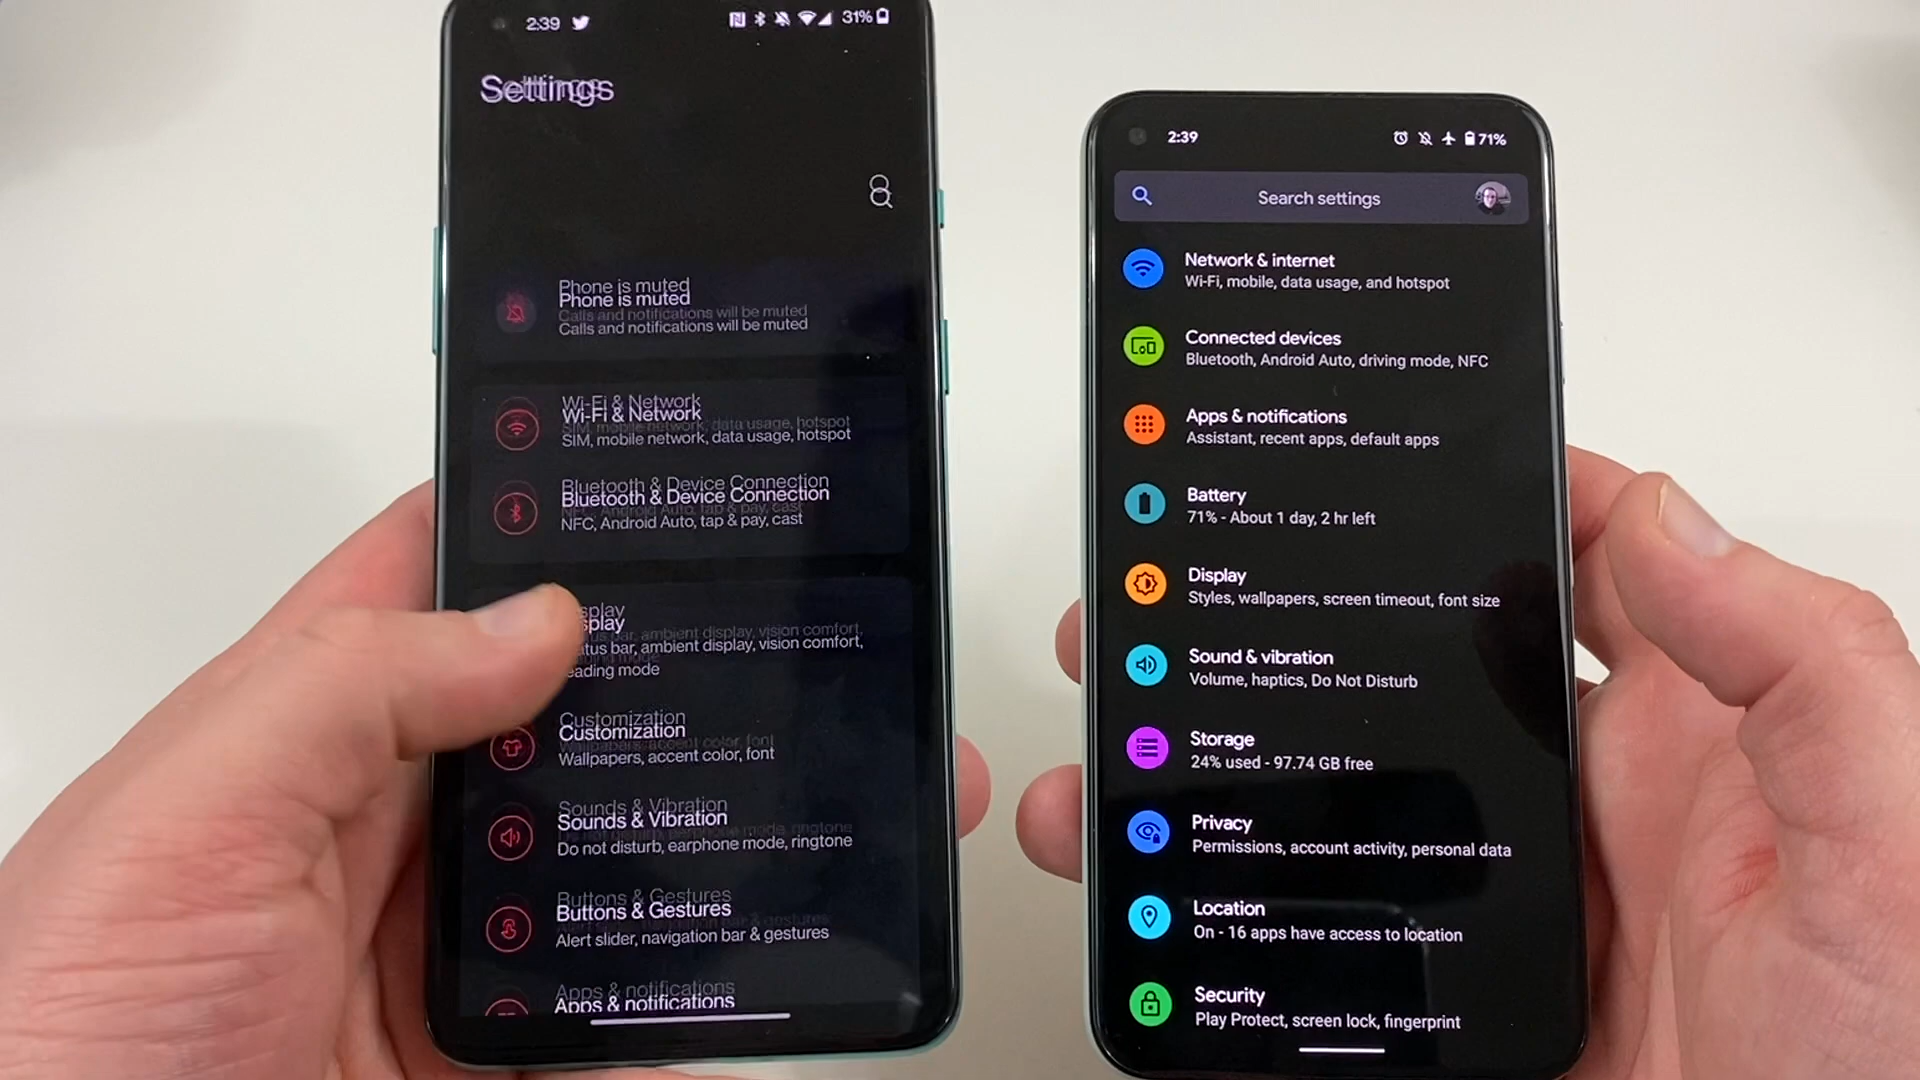 2:39
31%
Settings
Phone is muted
Calls and notifications will be muted
Wi-Fi & Network
SIM, mobile network, data usage, hotspot
Bluetooth & Device Connection
NFC, Android Auto, tap & pay, cast
splay
atus bar, ambient display, vision comfort,
eading mode
Customization
Wallpapers, accent color, font
Sounds & Vibration
Do not disturb, earphone mode, ringtone
Buttons & Gestures
Alert slider, navigation bar & gestures
Apps & notifications
2:39
71%
Search settings
Network & internet
Wi-Fi, mobile, data usage, and hotspot
Connected devices
Bluetooth, Android Auto, driving mode, NFC
Apps & notifications
Assistant, recent apps, default apps
Battery
71% - About 1 day, 2 hr left
Display
Styles, wallpapers, screen timeout, font size
Sound & vibration
Volume, haptics, Do Not Disturb
Storage
24% used - 97.74 GB free
Privacy
Permissions, account activity, personal data
Location
On - 16 apps have access to location
Security
Play Protect, screen lock, fingerprint